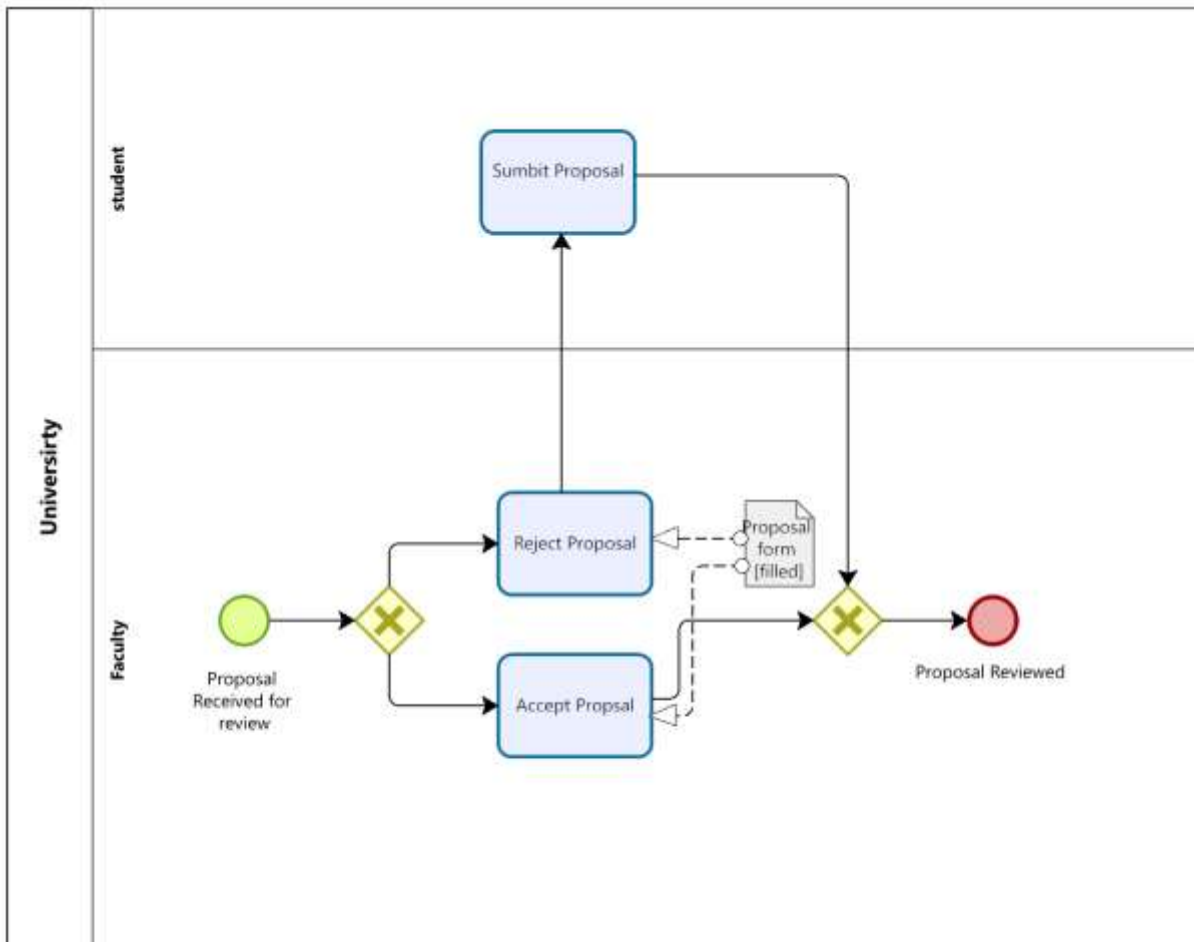 Universirty
student
Sumbit Proposal
Faculty
Reject Proposal
Proposal
form
[filled]
Proposal
Received for
review
Accept Propsal
Proposal Reviewed